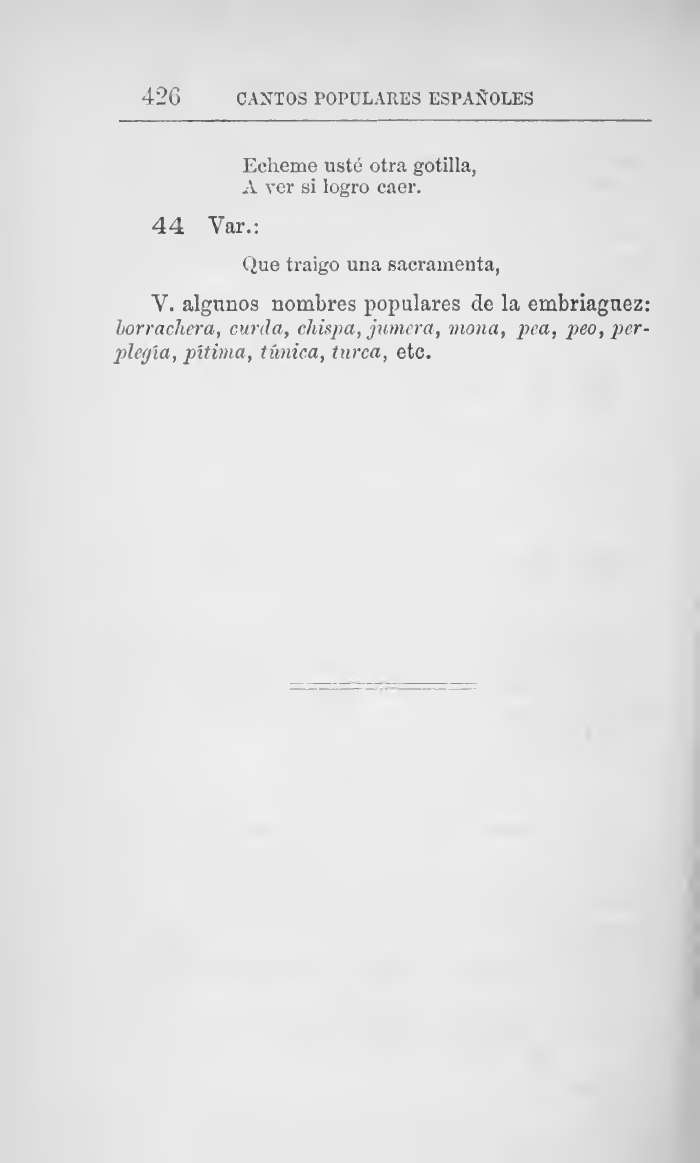 426 CANTOS POPULARES ESPAÑOLES
Echeme usté otra gotilla,
A ver si logro caer.
44 Var.:
Que traigo una sacramenta,
V. algunos nombres populares de la embriaguez:
borrachera, curda, chispa, jumera, mona, pea, peo, per-
plegía, pítima, túnica, turca, etc.